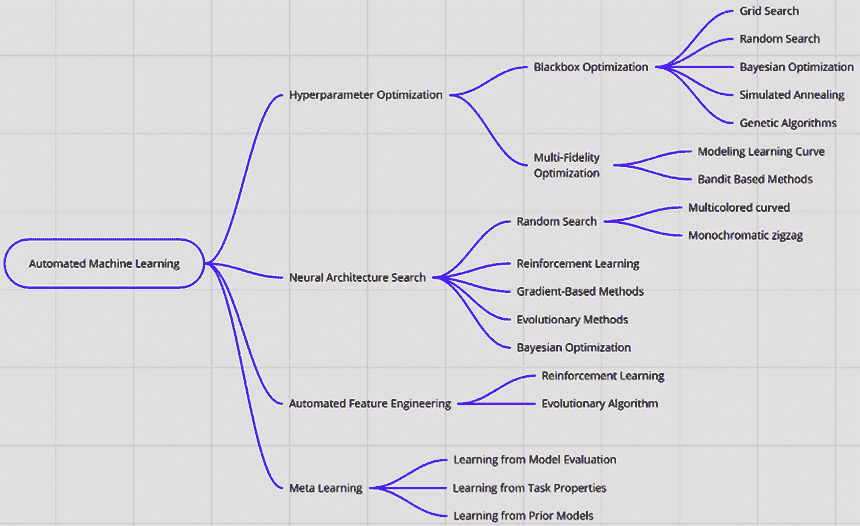 Automated Machine Learning
Hyperparameter Optimization
Blackbox Optimization
Grid Search
Random Search
Bayesian Optimization
Simulated Annealing
Genetic Algorithms
Multi-Fidelity
Optimization
Modeling Learning Curve
Bandit Based Methods
Neural Architecture Search
Random Search
Multicolored curved
Monochromatic zigzag
Reinforcement Learning
Gradient-Based Methods
Evolutionary Methods
Bayesian Optimization
Automated Feature Engineering
Reinforcement Learning
Evolutionary Algorithm
Meta Learning
Learning from Model Evaluation
Learning from Task Properties
Learning from Prior Models